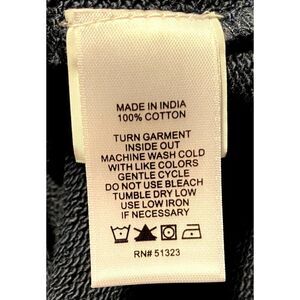 MADE IN INDIA
100% COTTON
TURN GARMENT
INSIDE OUT
MACHINE WASH COLD
WITH LIKE COLORS
GENTLE CYCLE
DO NOT USE BLEACH
TUMBLE DRY LOW
USE LOW IRON
IF NECESSARY
RN# 51323